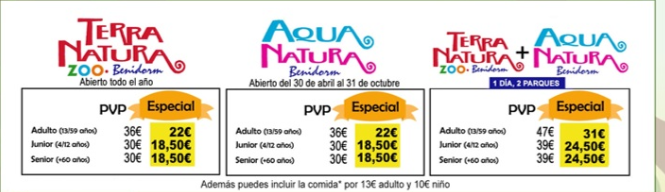 TERRA NATURA
ZOO. Benidorm
Abierto todo el año
PVP Especial
Adulto (13/59 años) 36€ 22€
Junior (4/12 años) 30€ 18,50€
Senior (+60 años) 30€ 18,50€
AQUA NATURA
Benidorm
Abierto del 30 de abril al 31 de octubre
PVP Especial
Adulto (13/59 años) 36€ 22€
Junior (4/12 años) 30€ 18,50€
Senior (+60 años) 30€ 18,50€
TERRA NATURA + AQUA NATURA
ZOO. Benidorm Benidorm
1 DÍA, 2 PARQUES
PVP Especial
Adulto (13/59 años) 47€ 31€
Junior (4/12 años) 39€ 24,50€
Senior (+60 años) 39€ 24,50€
Además puedes incluir la comida* por 13€ adulto y 10€ niño